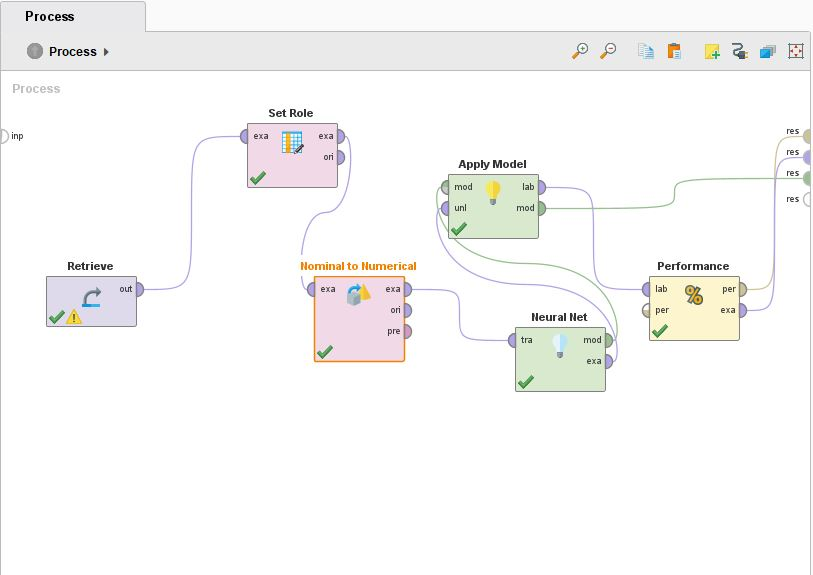 Process
Process
Process
inp
Set Role
exa
exa
ori
Retrieve
out
Nominal to Numerical
exa
exa
ori
pre
Apply Model
mod
lab
unl
mod
Neural Net
tra
mod
exa
Performance
lab
per
per
exa
res
res
res
res